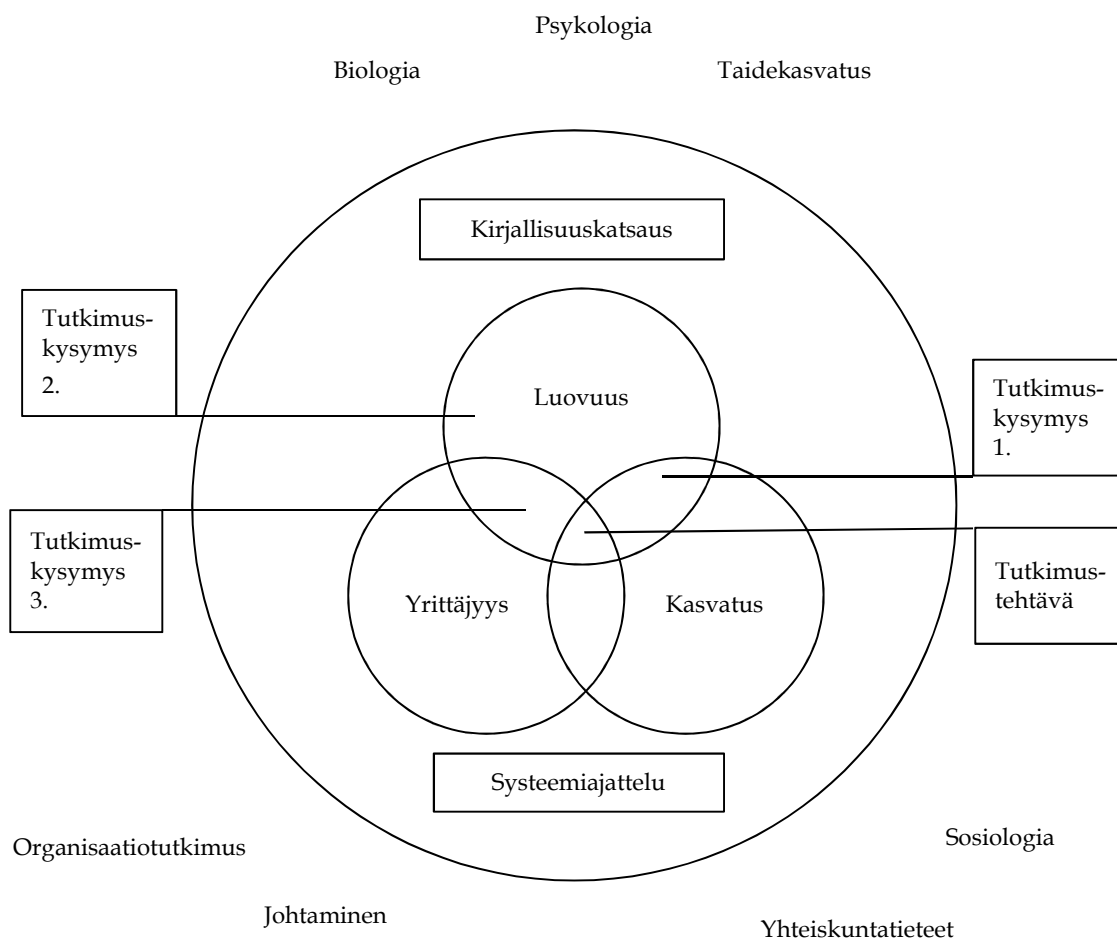 Psykologia
Biologia
Taidekasvatus
Kirjallisuuskatsaus
Tutkimus-
kysymys
2.
Luovuus
Tutkimus-
kysymys
1.
Tutkimus-
kysymys
3.
Yrittäjyys
Kasvatus
Tutkimus-
tehtävä
Systeemiajattelu
Organisaatiotutkimus
Sosiologia
Johtaminen
Yhteiskuntatieteet